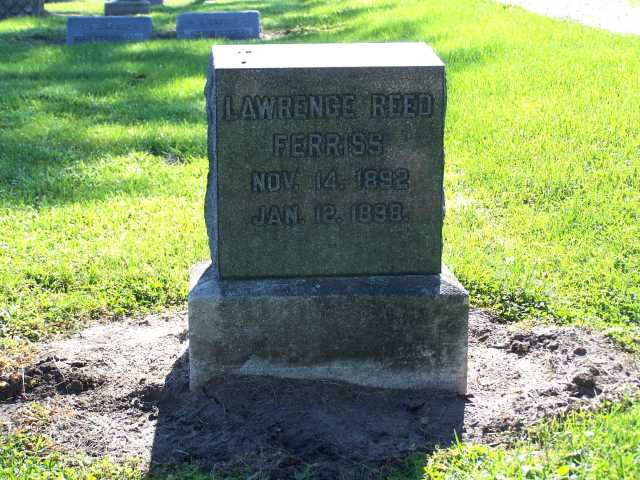 LAWRENCE REED
FERRISS
NOV. 14. 1892
JAN. 12. 1898.